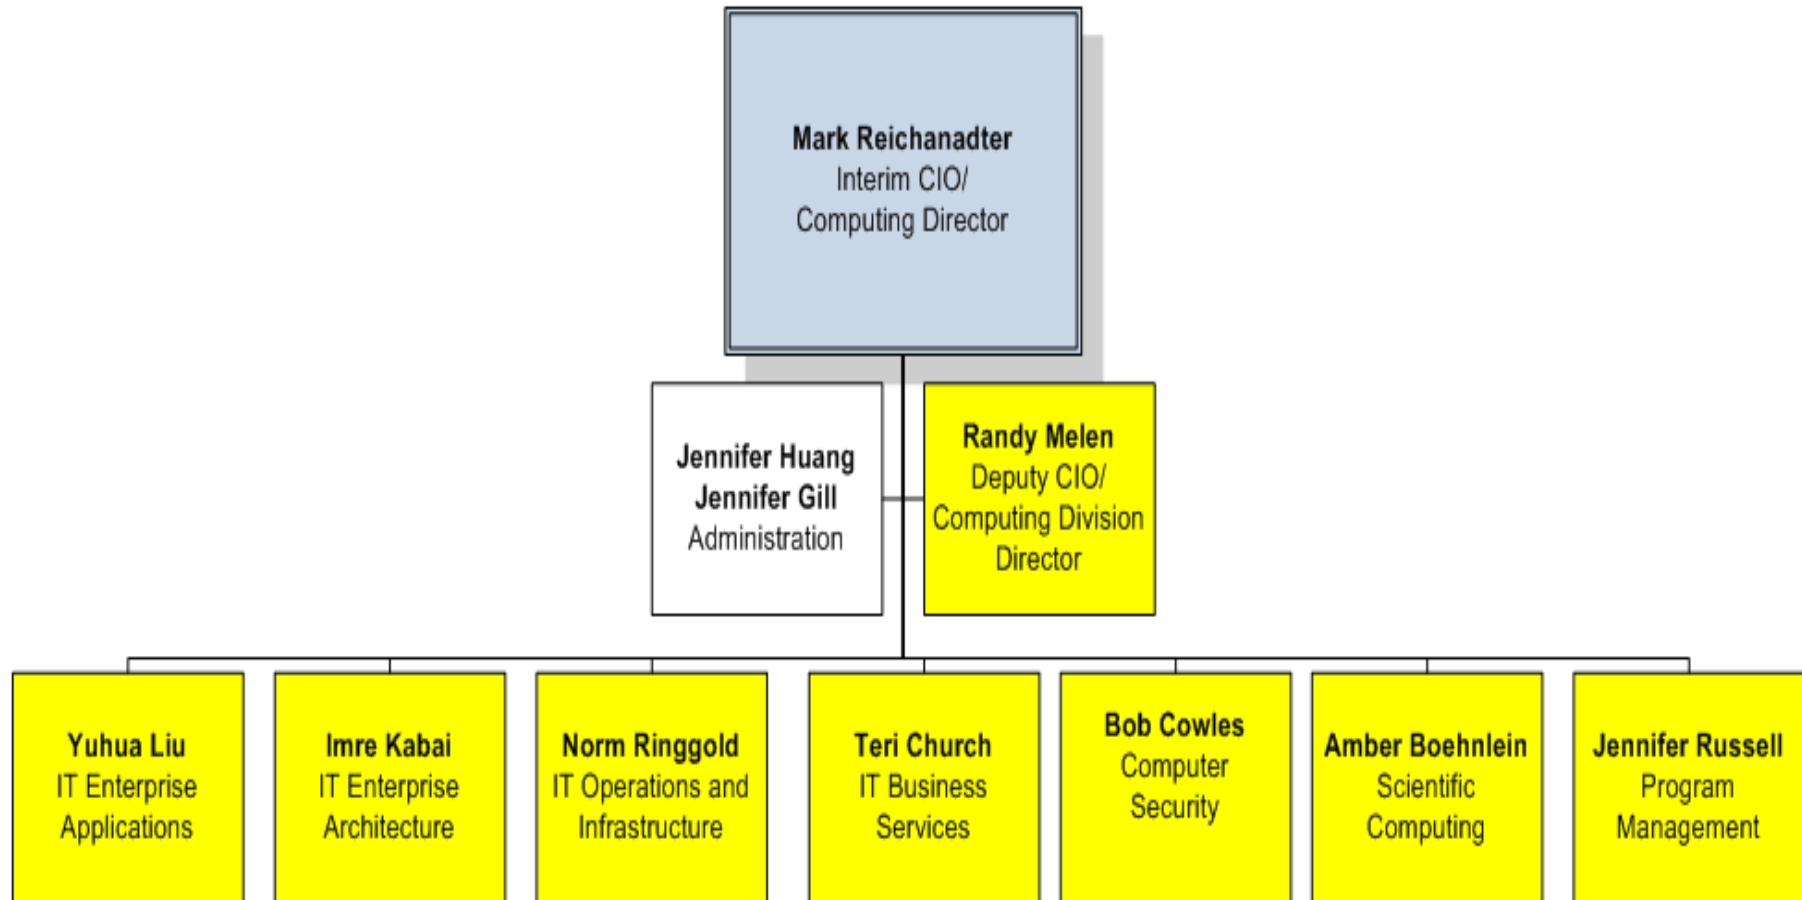 Mark Reichanadter
Interim CIO/
Computing Director
Jennifer Huang
Jennifer Gill
Administration
Randy Melen
Deputy CIO/
Computing Division
Director
Yuhua Liu
IT Enterprise
Applications
Imre Kabai
IT Enterprise
Architecture
Norm Ringgold
IT Operations and
Infrastructure
Teri Church
IT Business
Services
Bob Cowles
Computer
Security
Amber Boehnlein
Scientific
Computing
Jennifer Russell
Program
Management